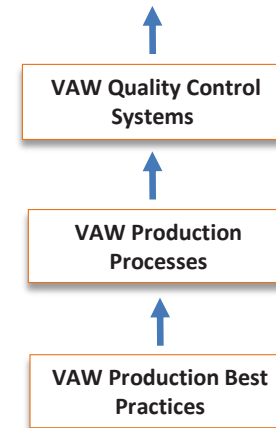 VAW Quality Control
Systems
VAW Production
Processes
VAW Production Best
Practices